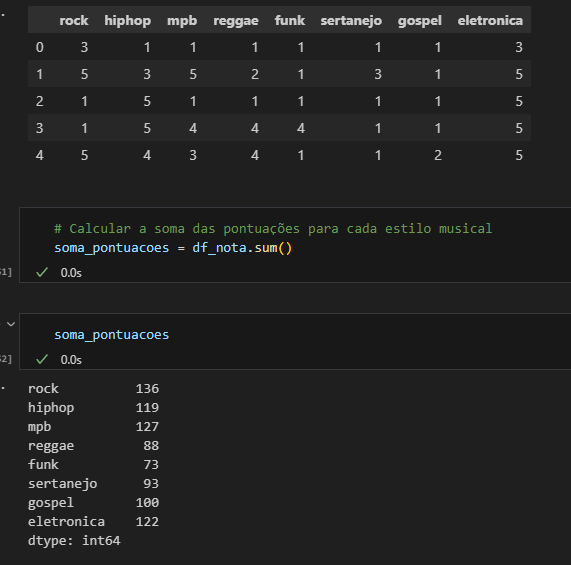 rock hiphop mpb reggae funk sertanejo gospel eletronica
0 3 1 1 1 1 1 1 3
1 5 3 5 2 1 3 1 5
2 1 5 1 1 1 1 1 5
3 1 5 4 4 4 1 1 5
4 5 4 3 4 1 1 2 5
# Calcular a soma das pontuações para cada estilo musical
soma_pontuacoes = df_nota.sum()
1] ✓ 0.0s
soma_pontuacoes
2] ✓ 0.0s
rock 136
hiphop 119
mpb 127
reggae 88
funk 73
sertanejo 93
gospel 100
eletronica 122
dtype: int64